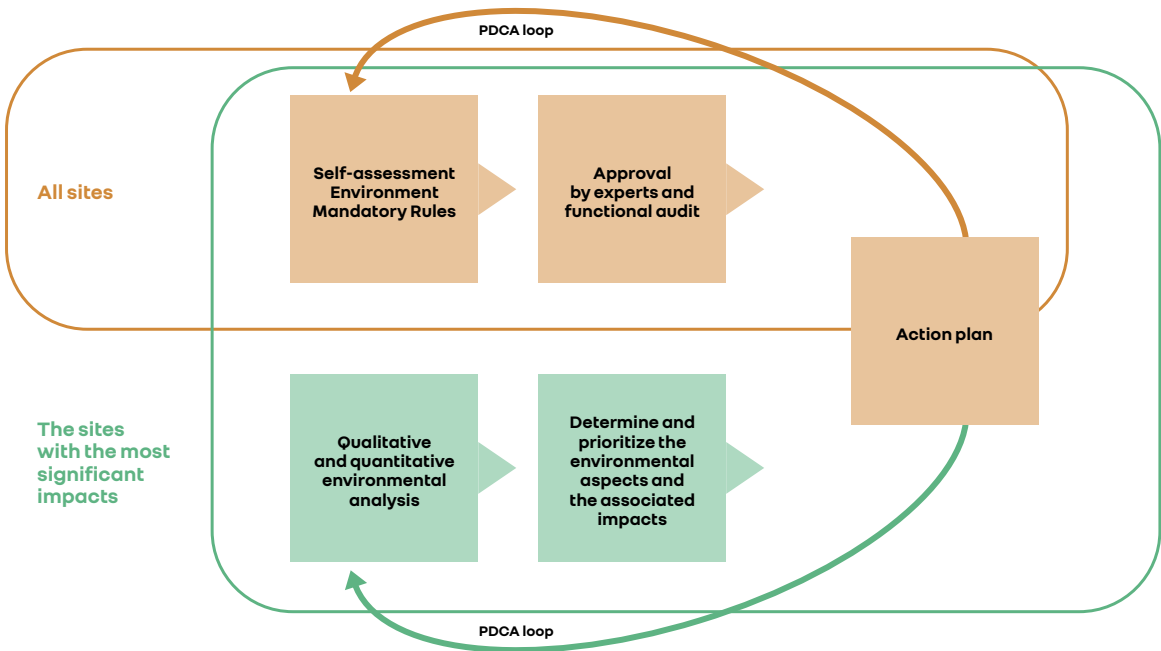 PDCA loop
All sites
Self-assessment
Environment
Mandatory Rules
Approval
by experts and
functional audit
Action plan
The sites
with the most
significant
impacts
Qualitative
and quantitative
environmental
analysis
Determine and
prioritize the
environmental
aspects and
the associated
impacts
PDCA loop